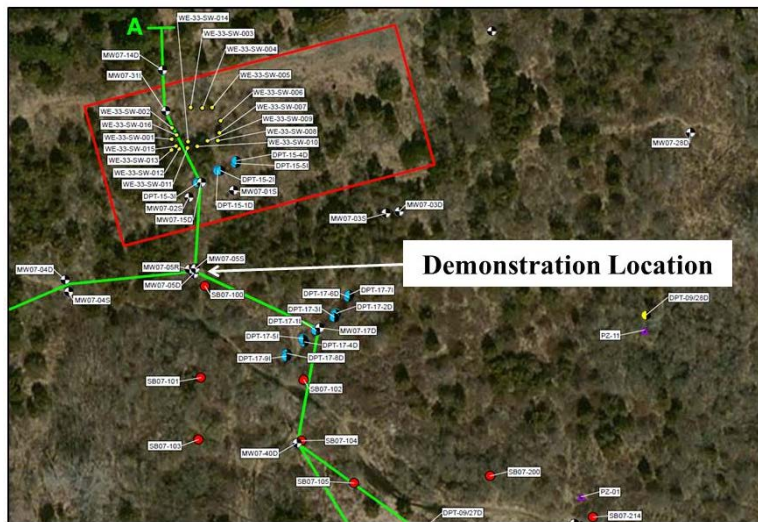 A
WE-33-SW-014
WE-33-SW-003
WE-33-SW-004
MW07-14D
WE-33-SW-005
MW07-31I
WE-33-SW-006
WE-33-SW-007
WE-33-SW-002
WE-33-SW-009
WE-33-SW-016
WE-33-SW-008
WE-33-SW-001
WE-33-SW-010
WE-33-SW-015
WE-33-SW-013
DPT-15-4D
WE-33-SW-012
DPT-15-5I
WE-33-SW-011
DPT-15-2I
DPT-15-3I
MW07-01S
MW07-02S
DPT-15-1D
MW07-15D
MW07-28D
MW07-03D
MW07-03S
MW07-05S
MW07-04D
MW07-05R
MW07-05D
Demonstration Location
MW07-04S
SB07-100
DPT-17-6D
DPT-17-7I
DPT-17-3I
DPT-17-2D
DPT-09/26D
DPT-17-1I
MW07-17D
PZ-11
DPT-17-5I
DPT-17-4D
DPT-17-9I
DPT-17-8D
SB07-101
SB07-102
SB07-103
SB07-104
MW07-40D
SB07-105
SB07-200
PZ-01
DPT-09/27D
SB07-214